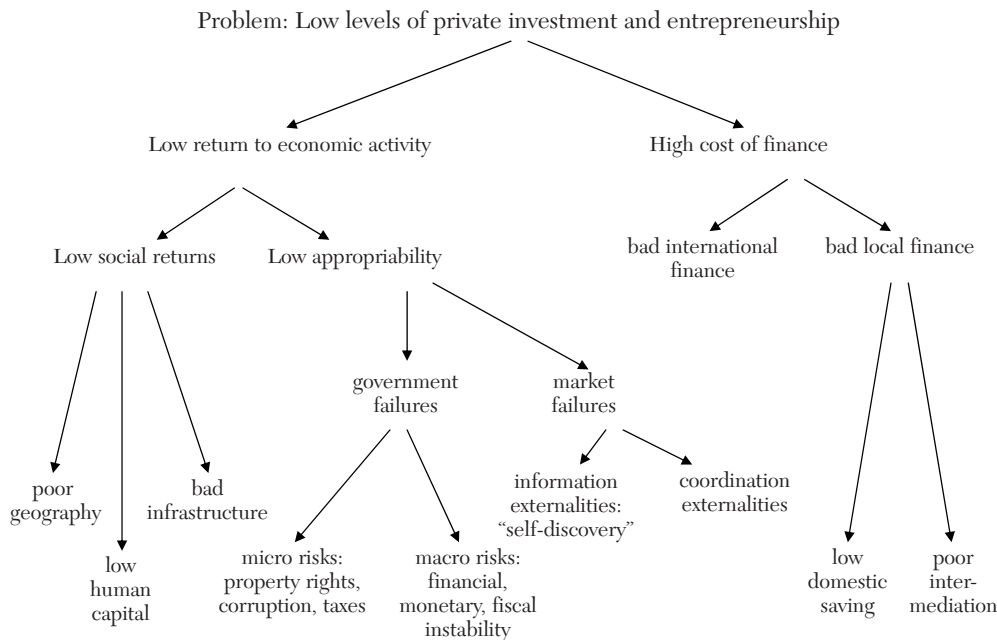 Problem: Low levels of private investment and entrepreneurship
Low return to economic activity
High cost of finance
Low social returns
Low appropriability
bad international
finance
bad local finance
government
failures
market
failures
poor
geography
low
human
capital
bad
infrastructure
micro risks:
property rights,
corruption, taxes
macro risks:
financial,
monetary, fiscal
instability
information
externalities:
“self-discovery”
coordination
externalities
low
domestic
saving
poor
inter-
mediation